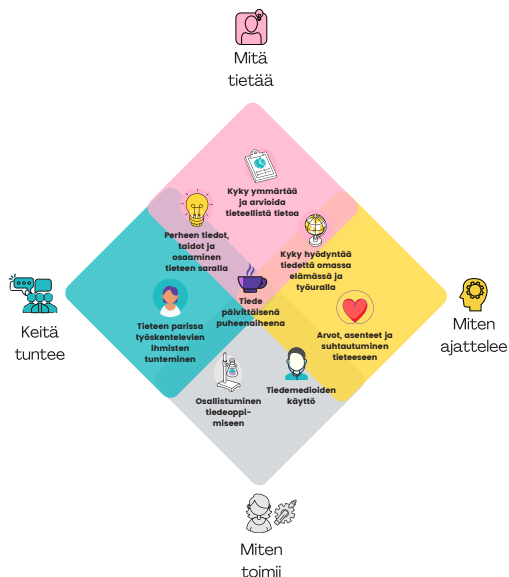 Mitä
tietää
Kyky ymmärtää
ja arvioida
tieteellistä tietoa
Perheen tiedot,
taidot ja
osaaminen
tieteen saralla
Kyky hyödyntää
tiedettä omassa
elämässä ja
työuralla
Tiede
päivittäisenä
puheenaiheena
Keitä
tuntee
Tieteen parissa
työskentelevien
ihmisten
tunteminen
Arvot, asenteet ja
suhtautuminen
tieteeseen
Miten
ajattelee
Osallistuminen
tiedeoppi-
miseen
Tiedemedioiden
käyttö
Miten
toimii